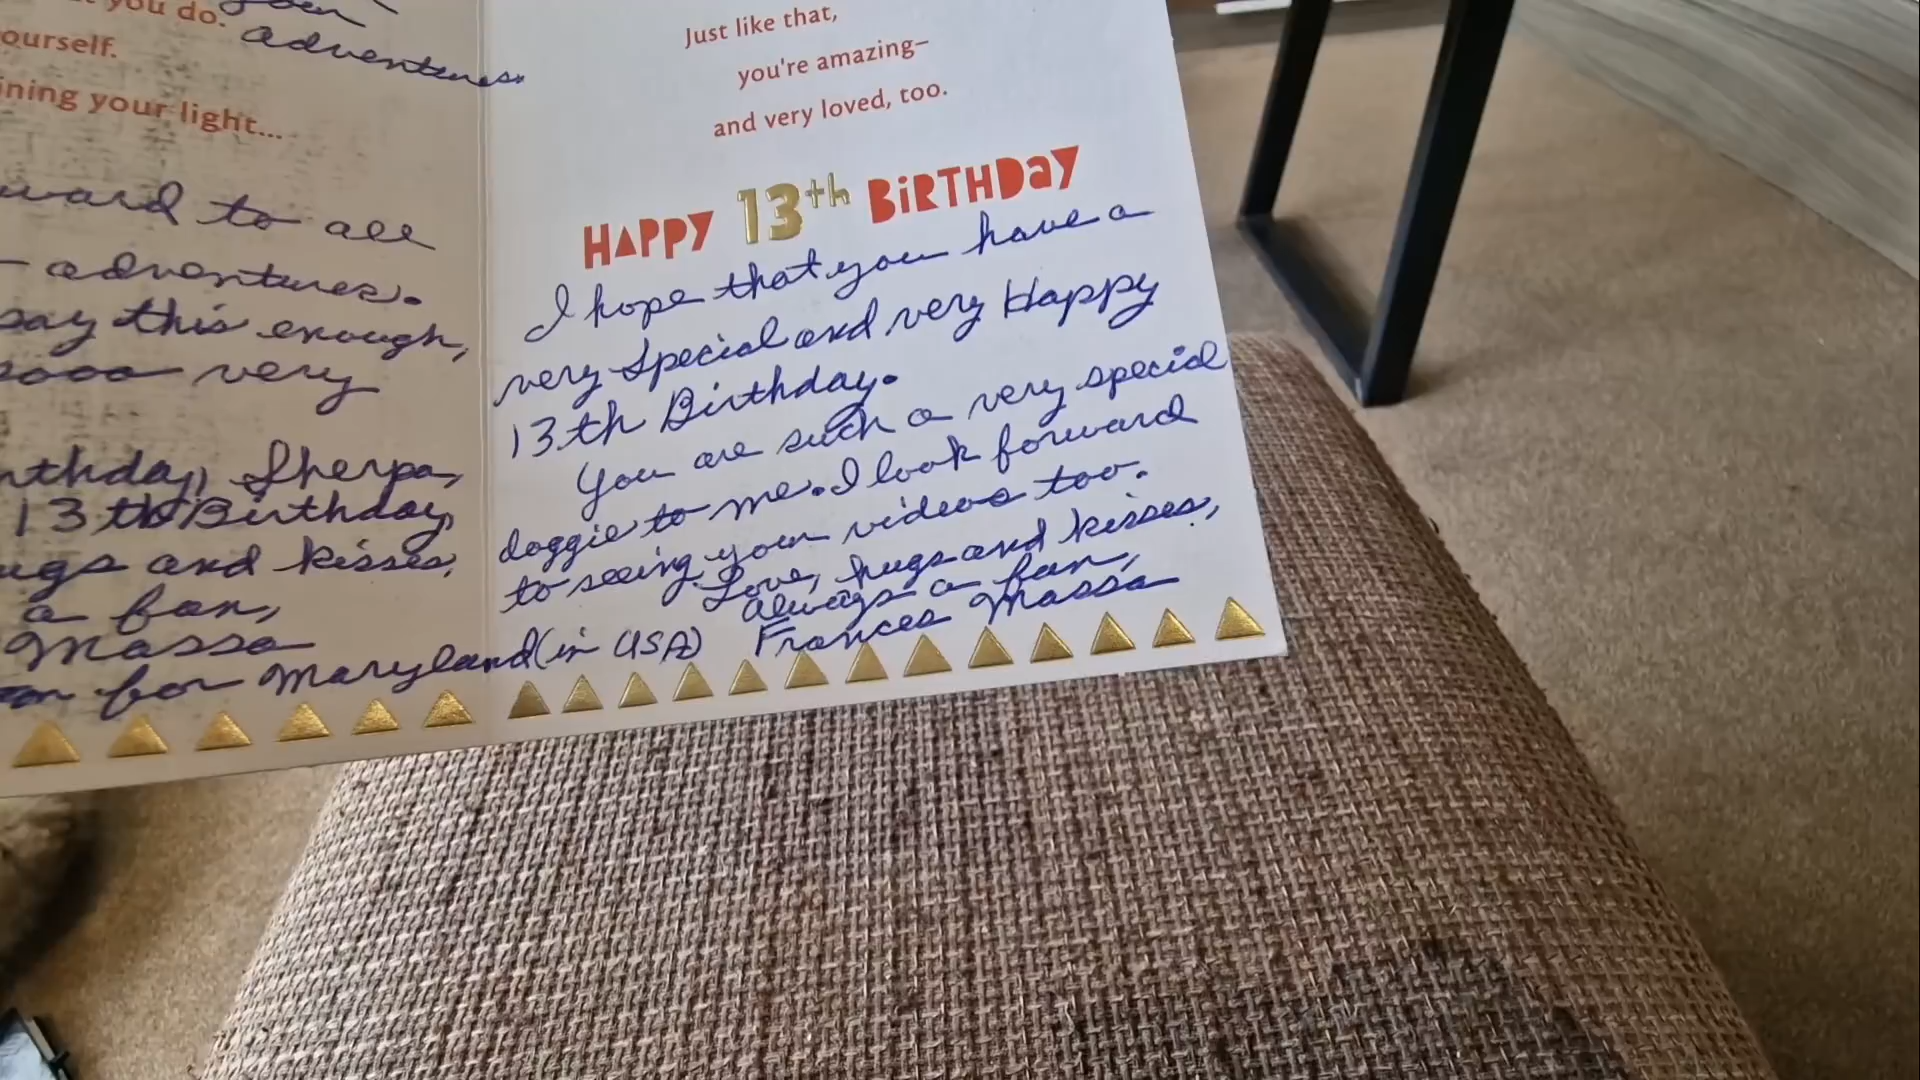 you do. your
adventures.
ourself.
ining your light...
ward to all
adventures.
say this enough,
sooo very
rthday, Sherpa,
13th Birthday,
ugs and kisses,
a fan,
Massa
for Maryland (in USA)
Just like that,
you're amazing–
and very loved, too.
HAPPY 13th BIRTHDAY
I hope that you have a
very special and very Happy
13th Birthday.
You are such a very special
doggie to me. I look forward
to seeing your videos too.
Love, hugs and kisses,
always a fan,
Frances Massa